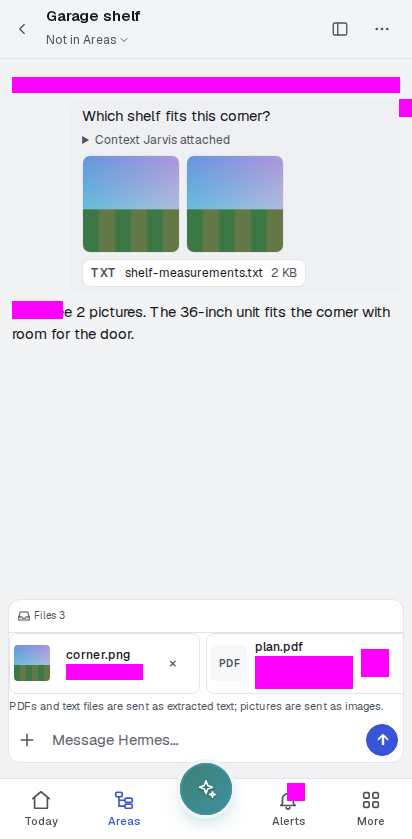 Garage shelf
Not in Areas
Which shelf fits this corner?
Context Jarvis attached
TXT shelf-measurements.txt 2 KB
2 pictures. The 36-inch unit fits the corner with
room for the door.
Files 3
corner.png ×
PDF plan.pdf
PDFs and text files are sent as extracted text; pictures are sent as images.
Message Hermes...
Today Areas Alerts More